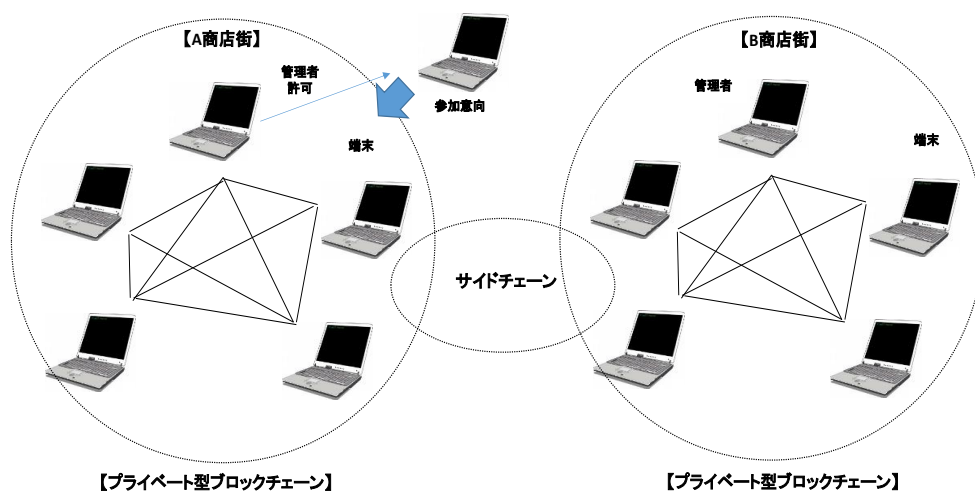 【A商店街】
管理者
許可
参加意向
端末
【B商店街】
管理者
端末
サイドチェーン
【プライベート型ブロックチェーン】
【プライベート型ブロックチェーン】